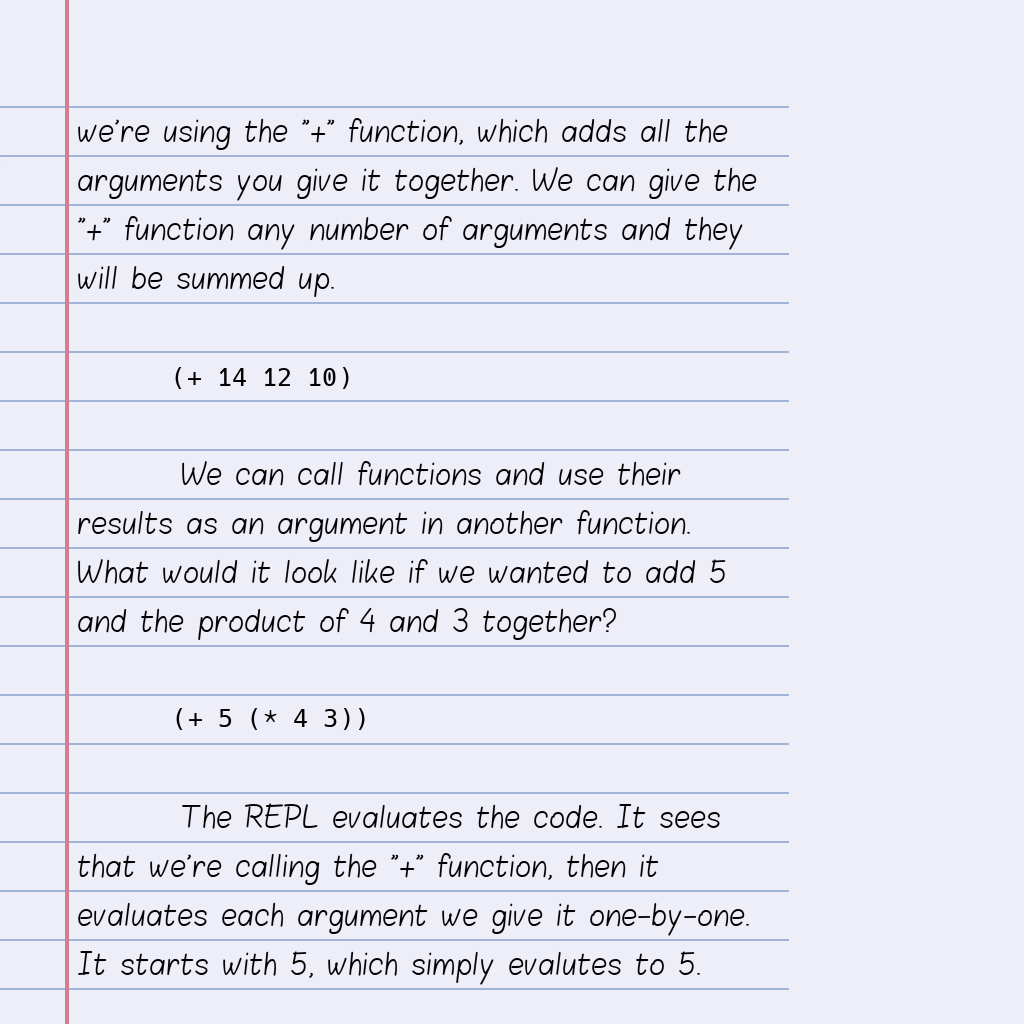 we're using the "+" function, which adds all the
arguments you give it together. We can give the
"+" function any number of arguments and they
will be summed up.
(+ 14 12 10)
We can call functions and use their
results as an argument in another function.
What would it look like if we wanted to add 5
and the product of 4 and 3 together?
(+ 5 (* 4 3))
The REPL evaluates the code. It sees
that we're calling the "+" function, then it
evaluates each argument we give it one-by-one.
It starts with 5, which simply evalutes to 5.